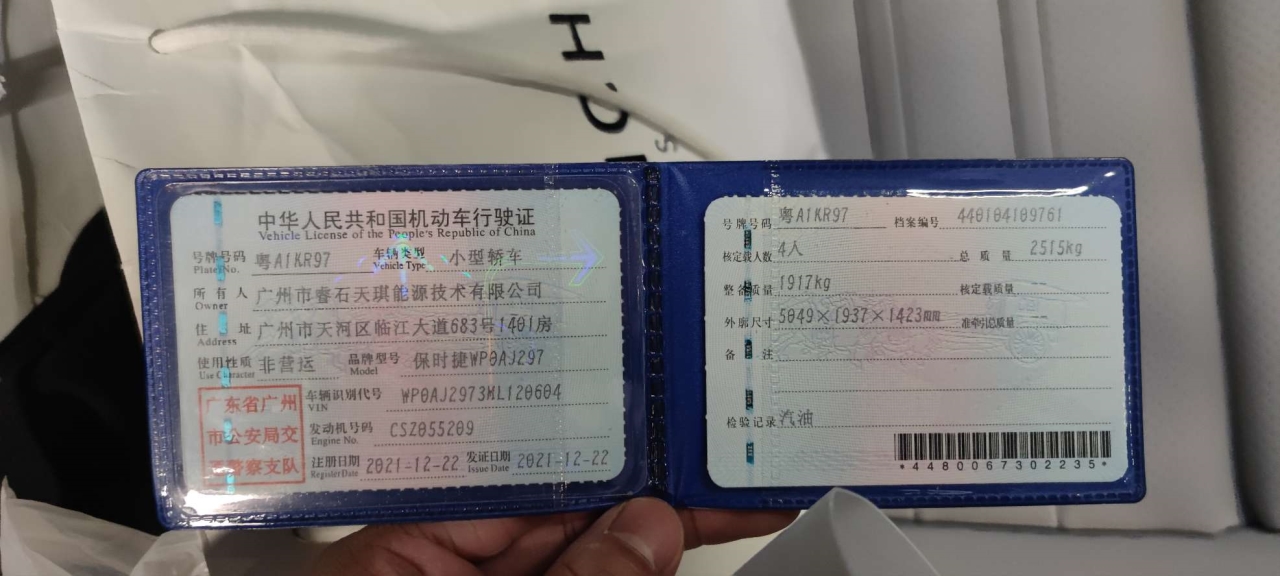 中华人民共和国机动车行驶证
Vehicle License of the People's Republic of China
号牌号码 粤A1KR97 车辆类型 小型轿车
Plate No. Vehicle Type
所有人 广州市睿石天琪能源技术有限公司
Owner
住址 广州市天河区临江大道683号1401房
Address
使用性质 非营运 品牌型号 保时捷WP0AJ297
Use Character Model
车辆识别代号 WP0AJ2973ML120604
VIN
发动机号码 CSZ055209
Engine No.
注册日期 2021-12-22 发证日期 2021-12-22
Register Date Issue Date
广东省广州
市公安局交
警察支队
号牌号码 粤A1KR97 档案编号 440104109761
核定载人数 4人 总质量 2515kg
整备质量 1917kg 核定载质量
外廓尺寸 5049×1937×1423 准牵引总质量
备注
检验记录 汽油
*4480067302235*